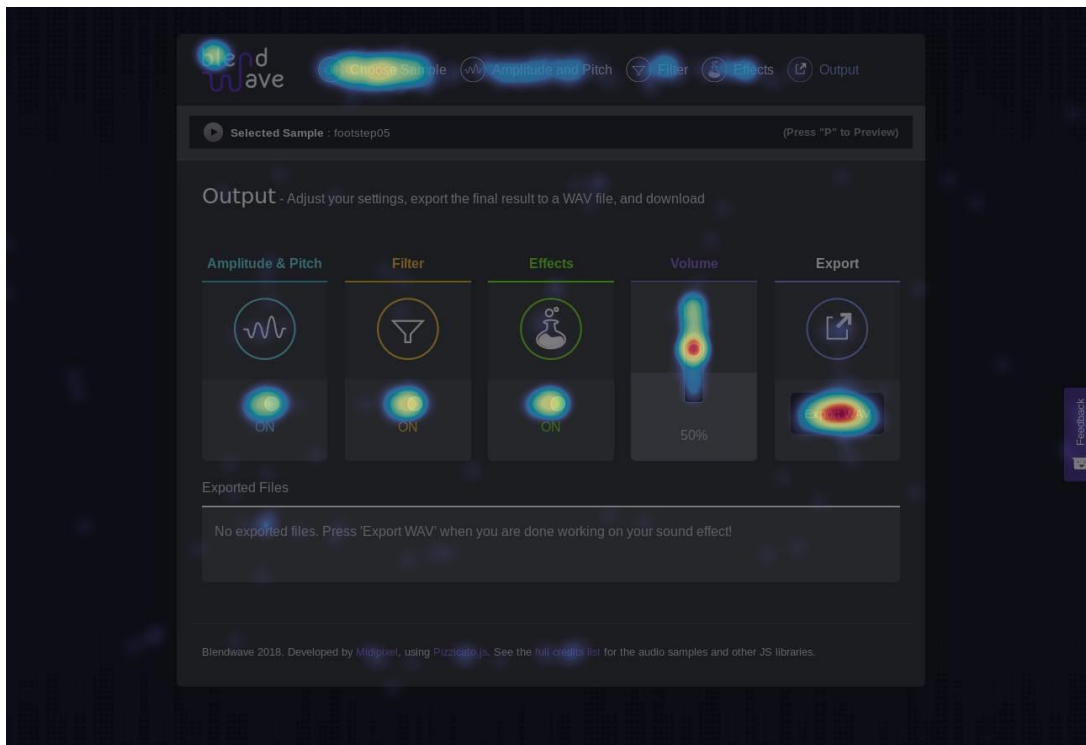 blend
wave
Choose Sample
Amplitude and Pitch
Filter
Effects
Output
Selected Sample : footstep05
(Press "P" to Preview)
Output - Adjust your settings, export the final result to a WAV file, and download
Amplitude & Pitch
Filter
Effects
Volume
Export
ON
ON
ON
50%
Export WAV
Exported Files
No exported files. Press 'Export WAV' when you are done working on your sound effect!
Blendwave 2018. Developed by Midipixel, using Pizzicato.js. See the full credits list for the audio samples and other JS libraries.
Feedback